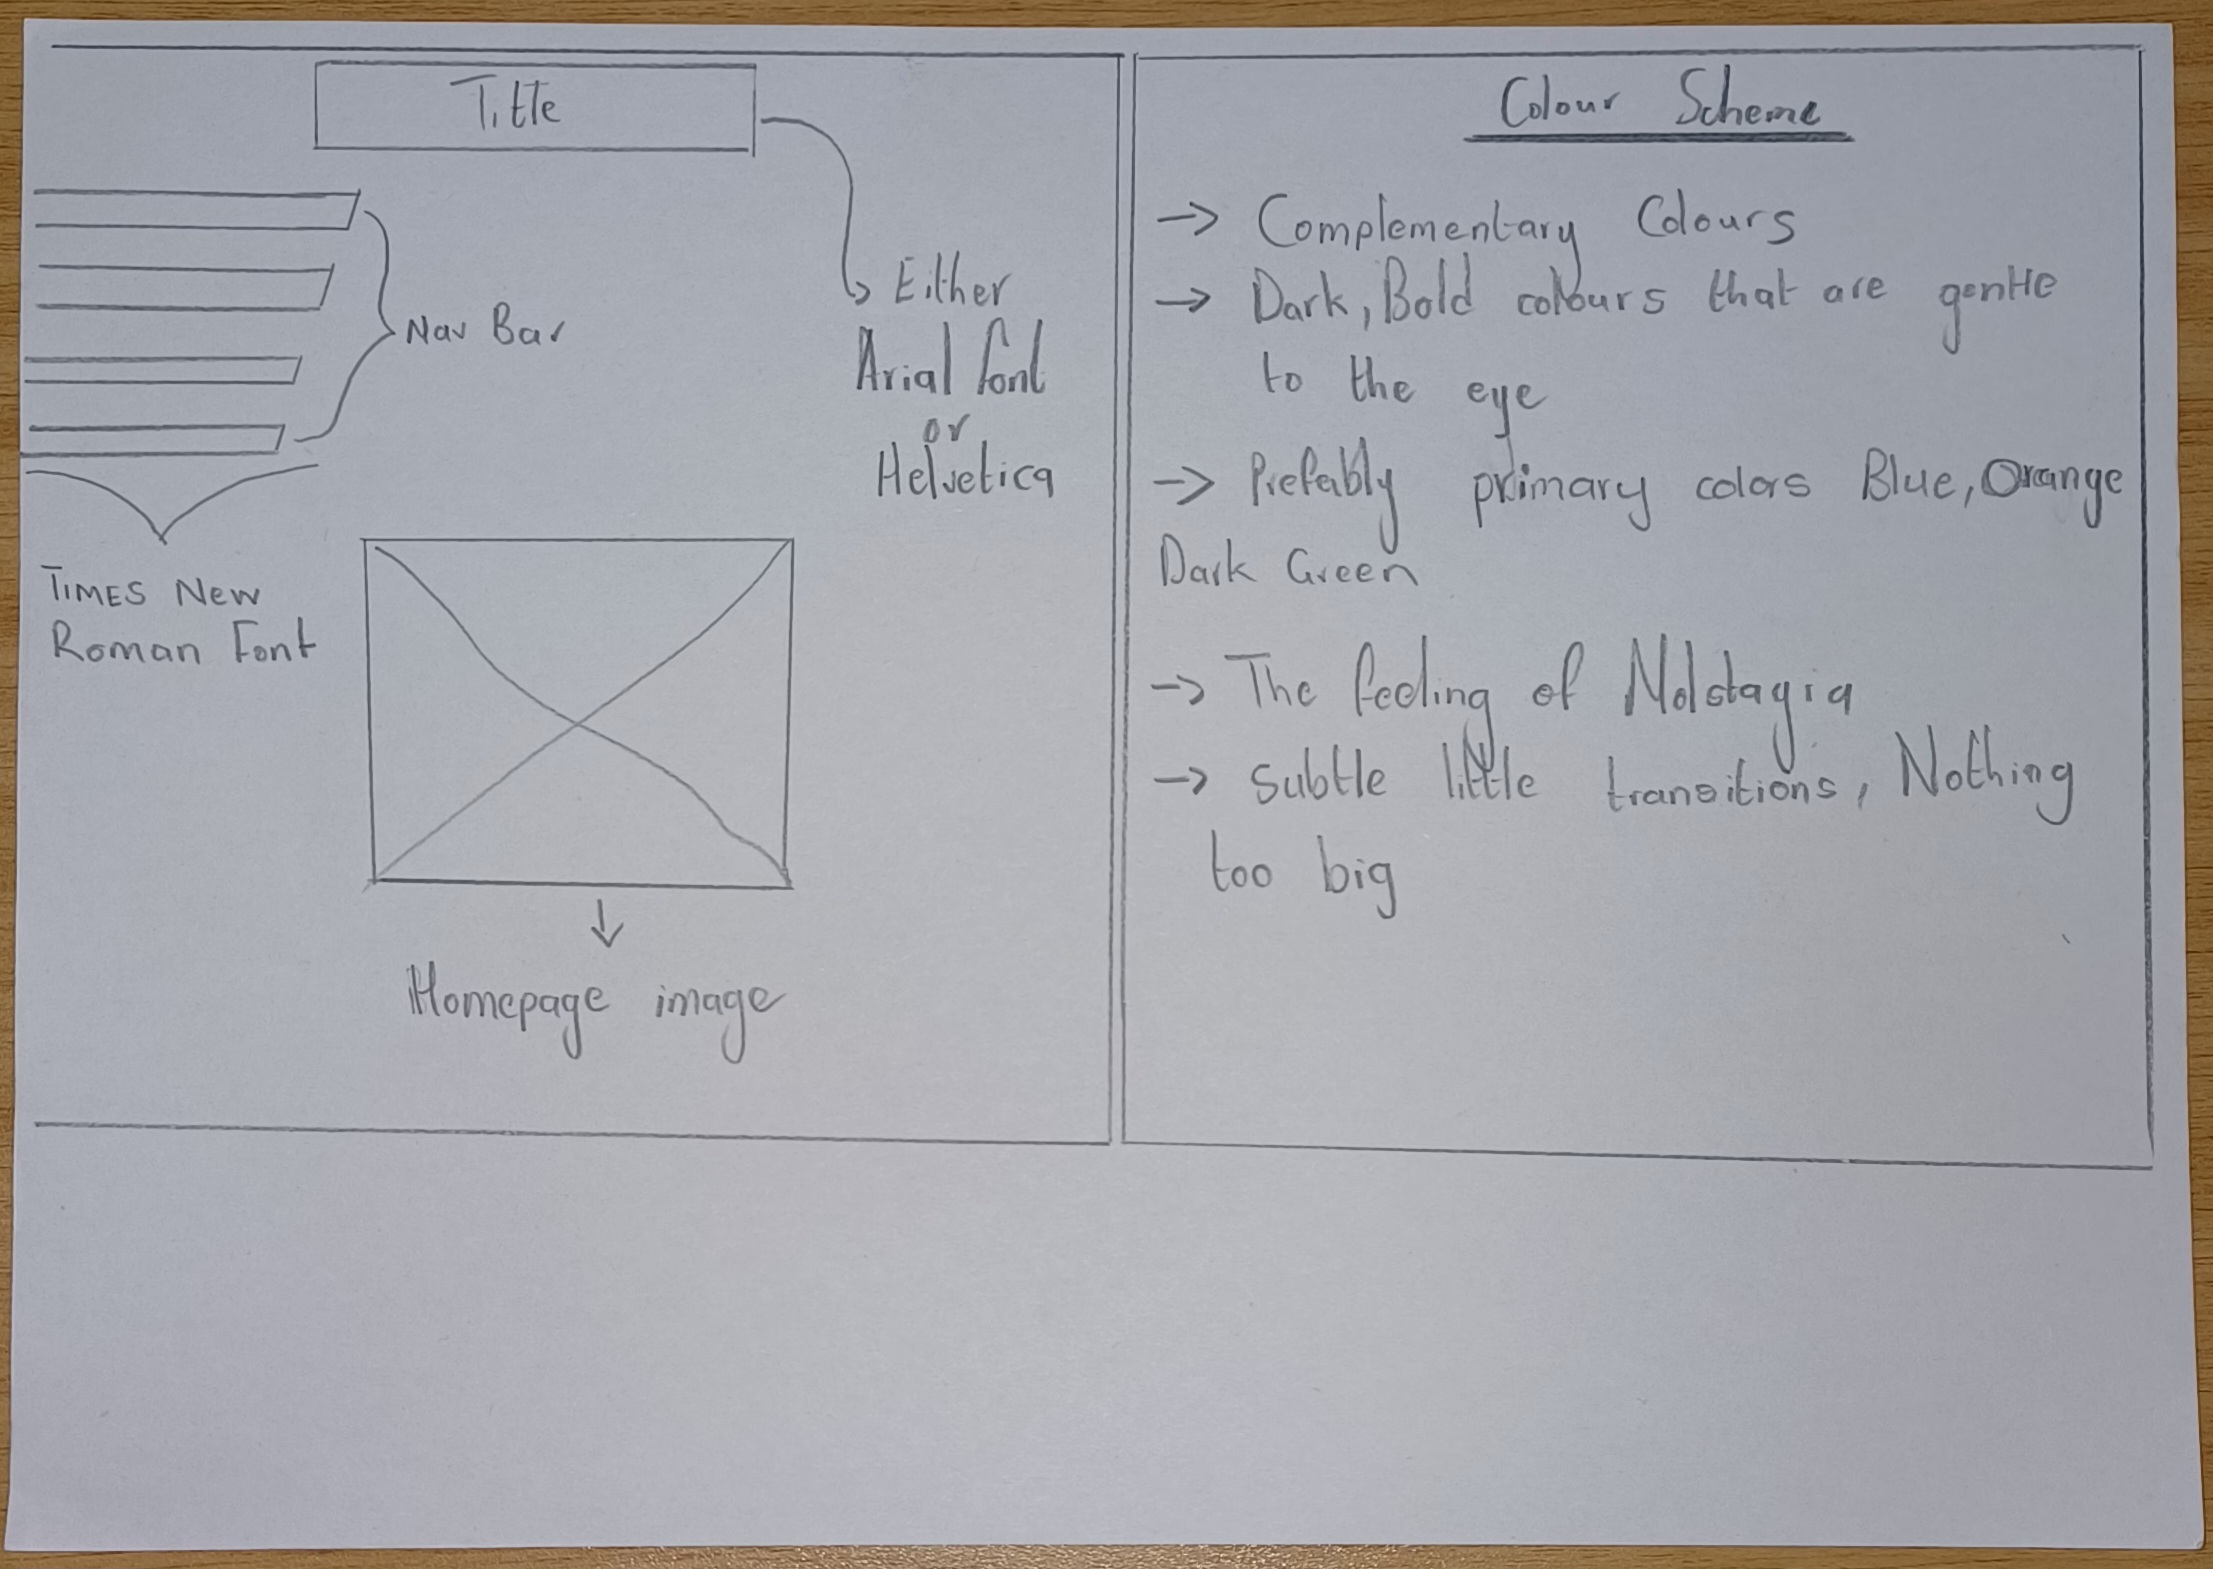 Title
Nav Bar
Either
Arial font
or
Helvetica
TIMES New
Roman Font
Homepage image
Colour Scheme
-> Complementary Colours
-> Dark, Bold colours that are gentle
to the eye
-> Prefably primary colors Blue, Orange
Dark Green
-> The feeling of Nolstagia
-> Subtle little transitions, Nothing
too big